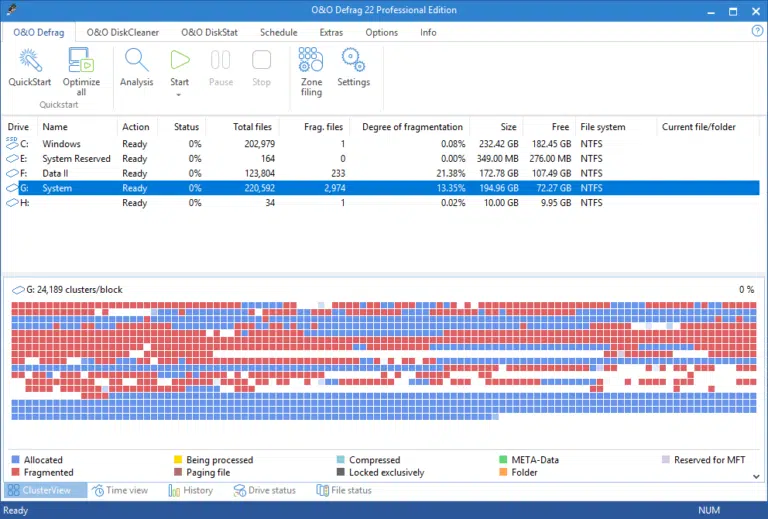 O&O Defrag 22 Professional Edition
O&O Defrag O&O DiskCleaner O&O DiskStat Schedule Extras Options Info
QuickStart Optimize all Analysis Start Pause Stop Zone filing Settings
Quickstart
Drive Name Action Status Total files Frag. files Degree of fragmentation Size Free File system Current file/folder
SSD C: Windows Ready 0% 202,979 1 0.08% 232.42 GB 182.45 GB NTFS
E: System Reserved Ready 0% 164 0 0.00% 349.00 MB 276.00 MB NTFS
F: Data II Ready 0% 123,804 233 21.38% 172.78 GB 107.49 GB NTFS
G: System Ready 0% 220,592 2,974 13.35% 194.96 GB 72.27 GB NTFS
H: Ready 0% 34 1 0.02% 10.00 GB 9.95 GB NTFS
G: 24,189 clusters/block 0 %
Allocated Being processed Compressed META-Data Reserved for MFT
Fragmented Paging file Locked exclusively Folder
ClusterView Time view History Drive status File status
Ready NUM